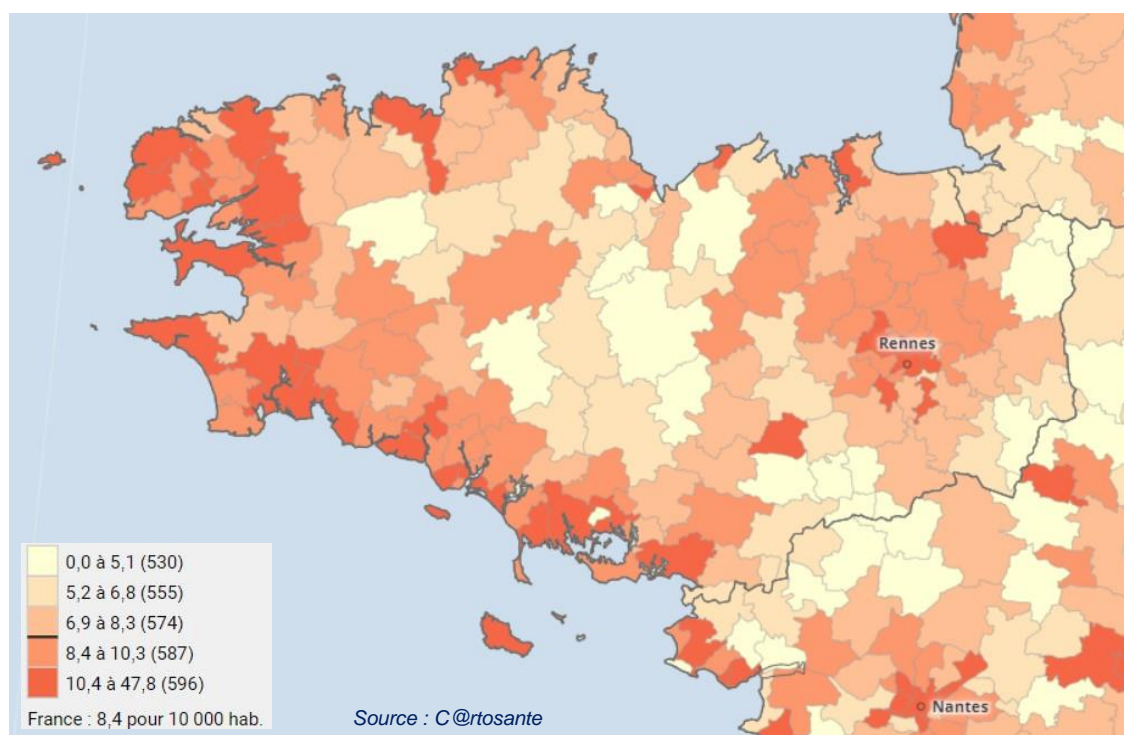 Rennes
Nantes
0,0 à 5,1 (530)
5,2 à 6,8 (555)
6,9 à 8,3 (574)
8,4 à 10,3 (587)
10,4 à 47,8 (596)
France : 8,4 pour 10 000 hab.
Source : C@rtosante